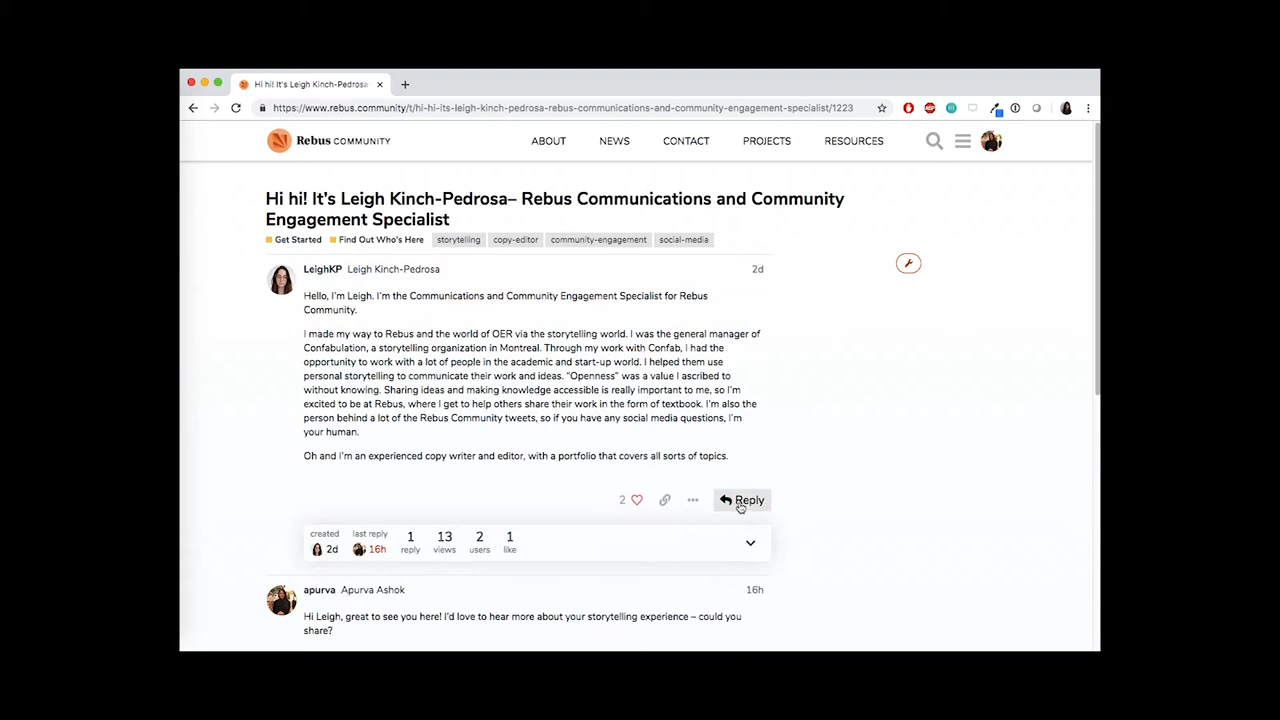 Hi hi! It's Leigh Kinch-Pedrosa
https://www.rebus.community/t/hi-hi-its-leigh-kinch-pedrosa-rebus-communications-and-community-engagement-specialist/1223
Rebus COMMUNITY
ABOUT
NEWS
CONTACT
PROJECTS
RESOURCES
Hi hi! It's Leigh Kinch-Pedrosa– Rebus Communications and Community
Engagement Specialist
Get Started Find Out Who's Here storytelling copy-editor community-engagement social-media
LeighKP Leigh Kinch-Pedrosa 2d
Hello, I'm Leigh. I'm the Communications and Community Engagement Specialist for Rebus
Community.
I made my way to Rebus and the world of OER via the storytelling world. I was the general manager of
Confabulation, a storytelling organization in Montreal. Through my work with Confab, I had the
opportunity to work with a lot of people in the academic and start-up world. I helped them use
personal storytelling to communicate their work and ideas. "Openness" was a value I ascribed to
without knowing. Sharing ideas and making knowledge accessible is really important to me, so I'm
excited to be at Rebus, where I get to help others share their work in the form of textbook. I'm also the
person behind a lot of the Rebus Community tweets, so if you have any social media questions, I'm
your human.
Oh and I'm an experienced copy writer and editor, with a portfolio that covers all sorts of topics.
2 Reply
created last reply 1 13 2 1
2d 16h reply views users like
apurva Apurva Ashok 16h
Hi Leigh, great to see you here! I'd love to hear more about your storytelling experience – could you
share?